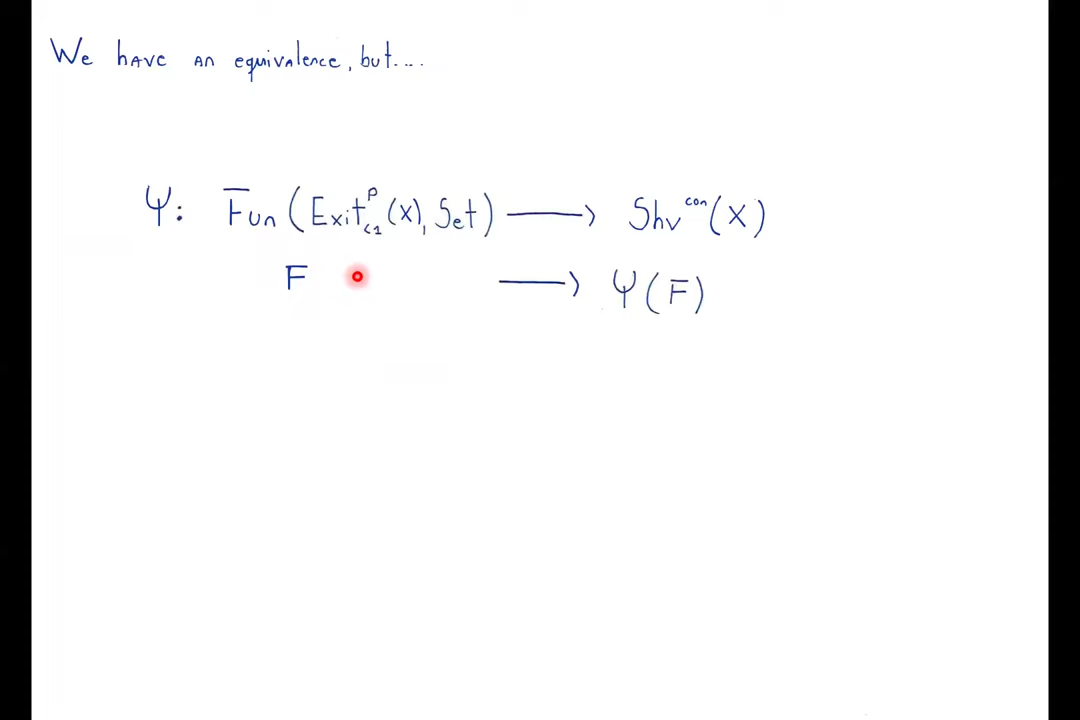 We have an equivalence, but....
Ψ: Fun(Exit^P_{≤1}(X), Set) ⟶ Shv^{con}(X)
F ⟶ Ψ(F)